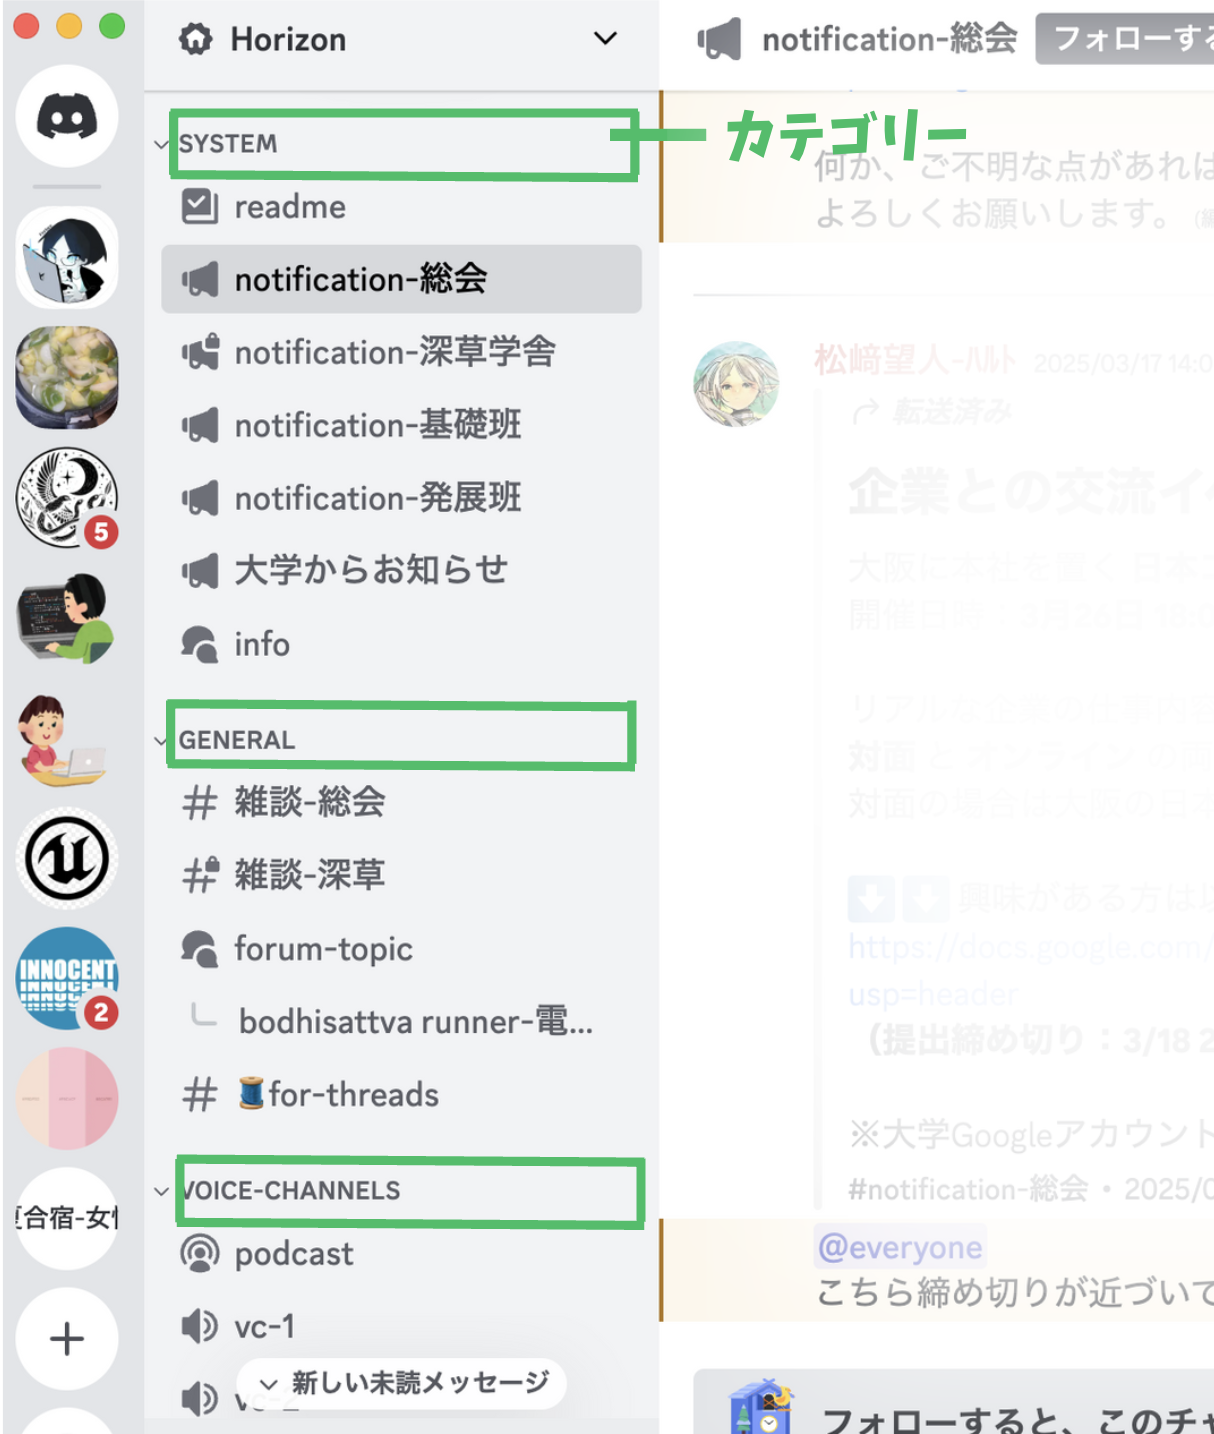 Horizon
SYSTEM
readme
notification-総会
notification-深草学舎
notification-基礎班
notification-発展班
大学からお知らせ
info
GENERAL
雑談-総会
雑談-深草
forum-topic
bodhisattva runner-電...
for-threads
VOICE-CHANNELS
podcast
vc-1
vc-2
新しい未読メッセージ
5
INNOCENT
2
夏合宿-女
notification-総会
フォローする
カテゴリー
何か、ご不明な点があれば
よろしくお願いします。
松﨑望人-ﾊﾙﾄ 2025/03/17 14:0
転送済み
企業との交流イ
大阪に本社を置く 日本
開催日時：3月26日 18:0
リアルな企業の仕事内容
対面 と オンライン の両
対面の場合は大阪の日本
興味がある方は以
https://docs.google.com/
usp=header
（提出締め切り：3/18 2
※大学Googleアカウント
#notification-総会 • 2025/0
@everyone
こちら締め切りが近づいて
フォローすると、このチャ